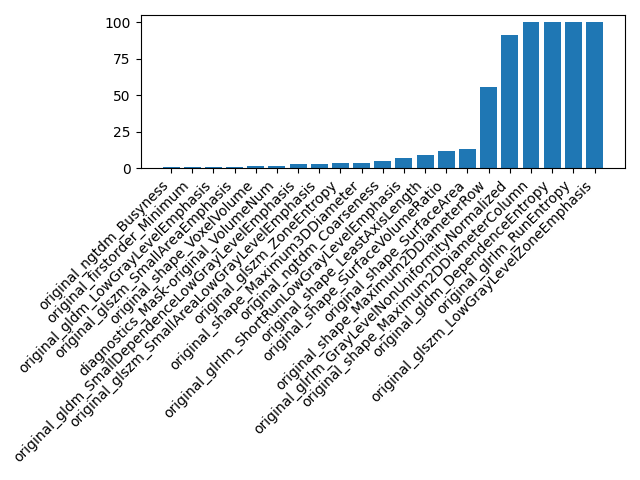 100
75
50
25
0
original_ngtdm_Busyness
original_firstorder_Minimum
original_gldm_LowGrayLevelEmphasis
original_glszm_SmallAreaEmphasis
original_shape_VoxelVolume
diagnostics_Mask-original_VolumeNum
original_gldm_SmallDependenceLowGrayLevelEmphasis
original_glszm_SmallAreaLowGrayLevelEmphasis
original_glszm_ZoneEntropy
original_shape_Maximum3DDiameter
original_ngtdm_Coarseness
original_glrlm_ShortRunLowGrayLevelEmphasis
original_shape_LeastAxisLength
original_shape_SurfaceVolumeRatio
original_shape_SurfaceArea
original_shape_Maximum2DDiameterRow
original_glrlm_GrayLevelNonUniformityNormalized
original_shape_Maximum2DDiameterColumn
original_gldm_DependenceEntropy
original_glrlm_RunEntropy
original_glszm_LowGrayLevelZoneEmphasis